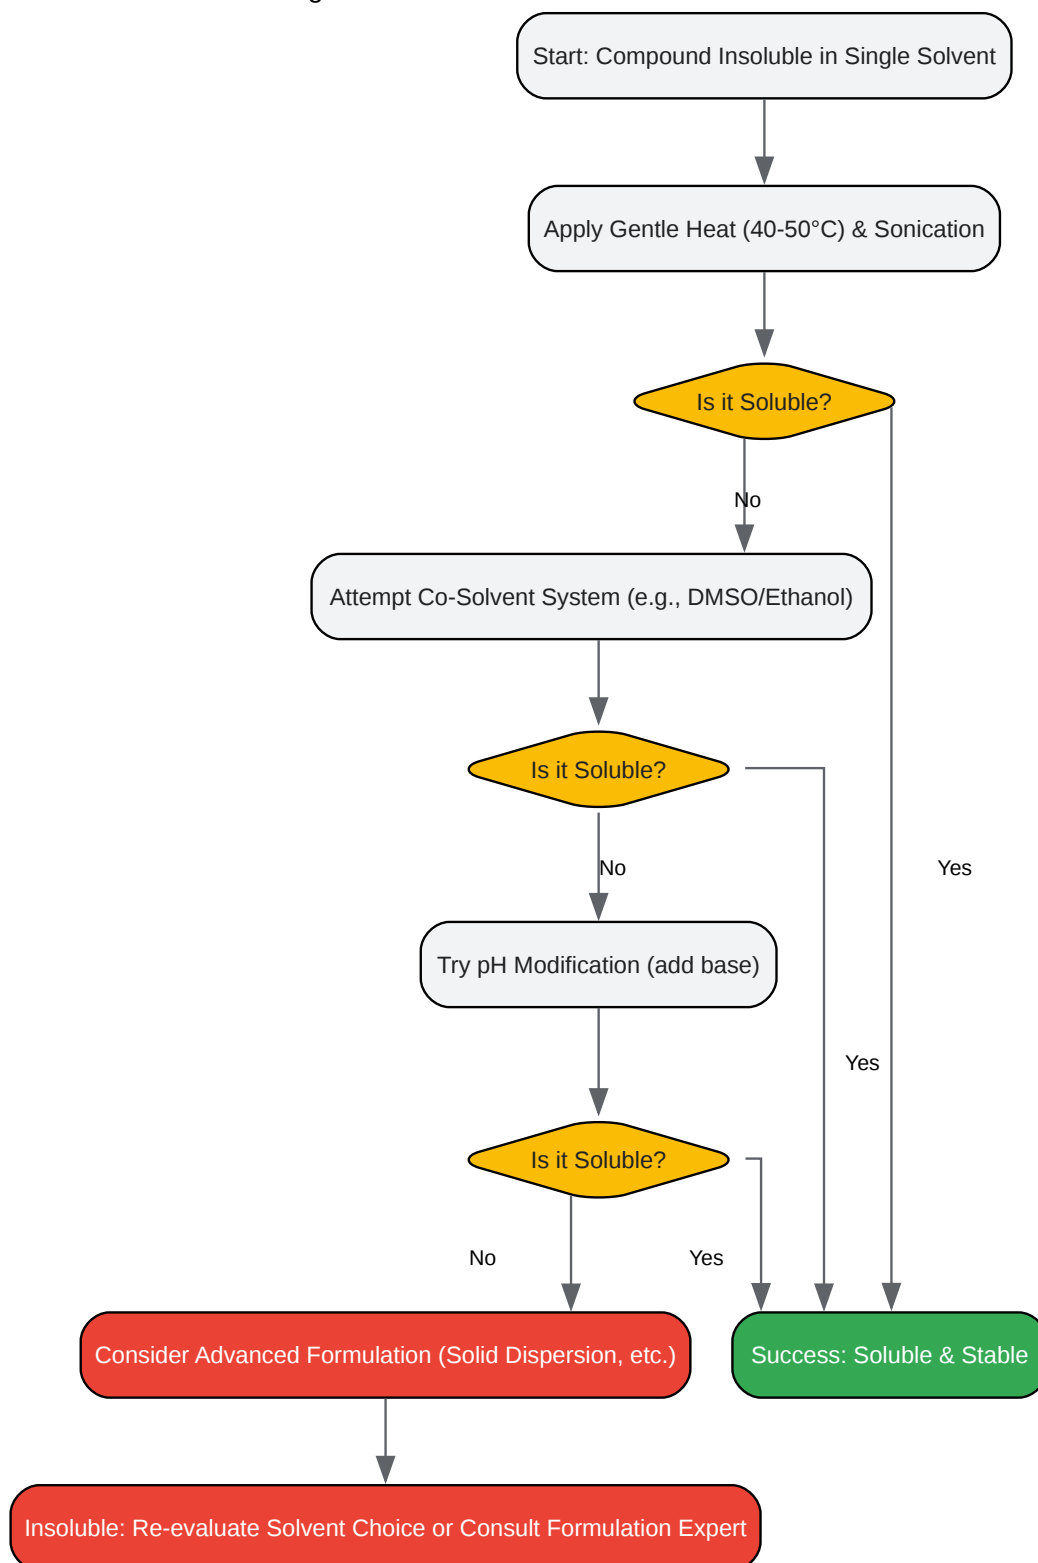 Start: Compound Insoluble in Single Solvent
Apply Gentle Heat (40-50°C) & Sonication
Is it Soluble?
No
Attempt Co-Solvent System (e.g., DMSO/Ethanol)
Is it Soluble?
No
Yes
Try pH Modification (add base)
Yes
Is it Soluble?
No
Yes
Consider Advanced Formulation (Solid Dispersion, etc.)
Success: Soluble & Stable
Insoluble: Re-evaluate Solvent Choice or Consult Formulation Expert